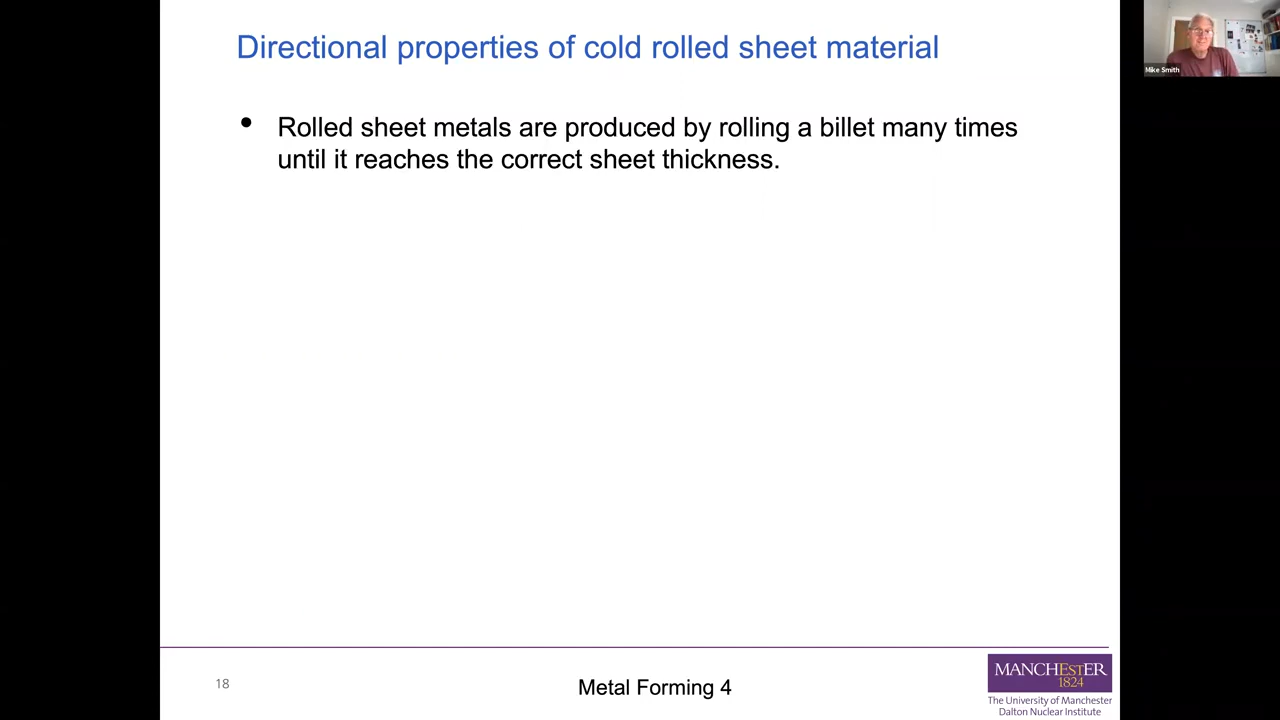 Directional properties of cold rolled sheet material
Mike Smith
• Rolled sheet metals are produced by rolling a billet many times
until it reaches the correct sheet thickness.
18
Metal Forming 4
MANCHESTER
1824
The University of Manchester
Dalton Nuclear Institute